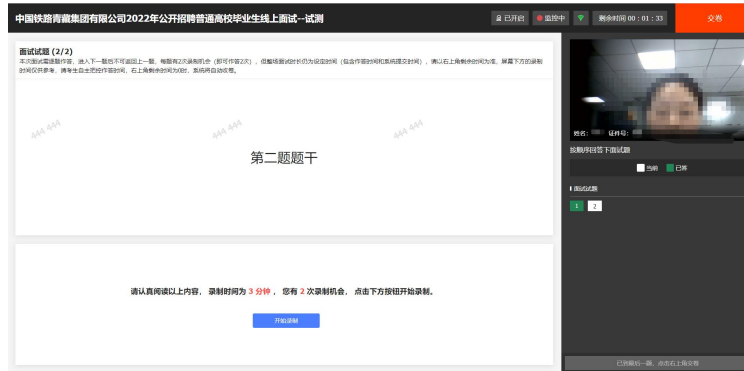 中国铁路青藏集团有限公司2022年公开招聘普通高校毕业生线上面试--试测
已开启 监控中 剩余时间 00:01:33 交卷
面试试题 (2/2)
本次面试需逐题作答，进入下一题后不可返回上一题，每题有2次录制机会（即可作答2次），但整场面试时长仍为设定时间（包含作答时间和系统提交时间），请以右上角剩余时间为准，屏幕下方的录制
时间仅供参考，请考生自主把控作答时间，右上角剩余时间为0时，系统将自动收卷。
444 444 444 444 444 444
第二题题干
姓名： 证件号：
按顺序回答下面试题
当前 已答
面试试题
1 2
请认真阅读以上内容， 录制时间为 3 分钟 ， 您有 2 次录制机会， 点击下方按钮开始录制。
开始录制
已到最后一题，点击右上角交卷